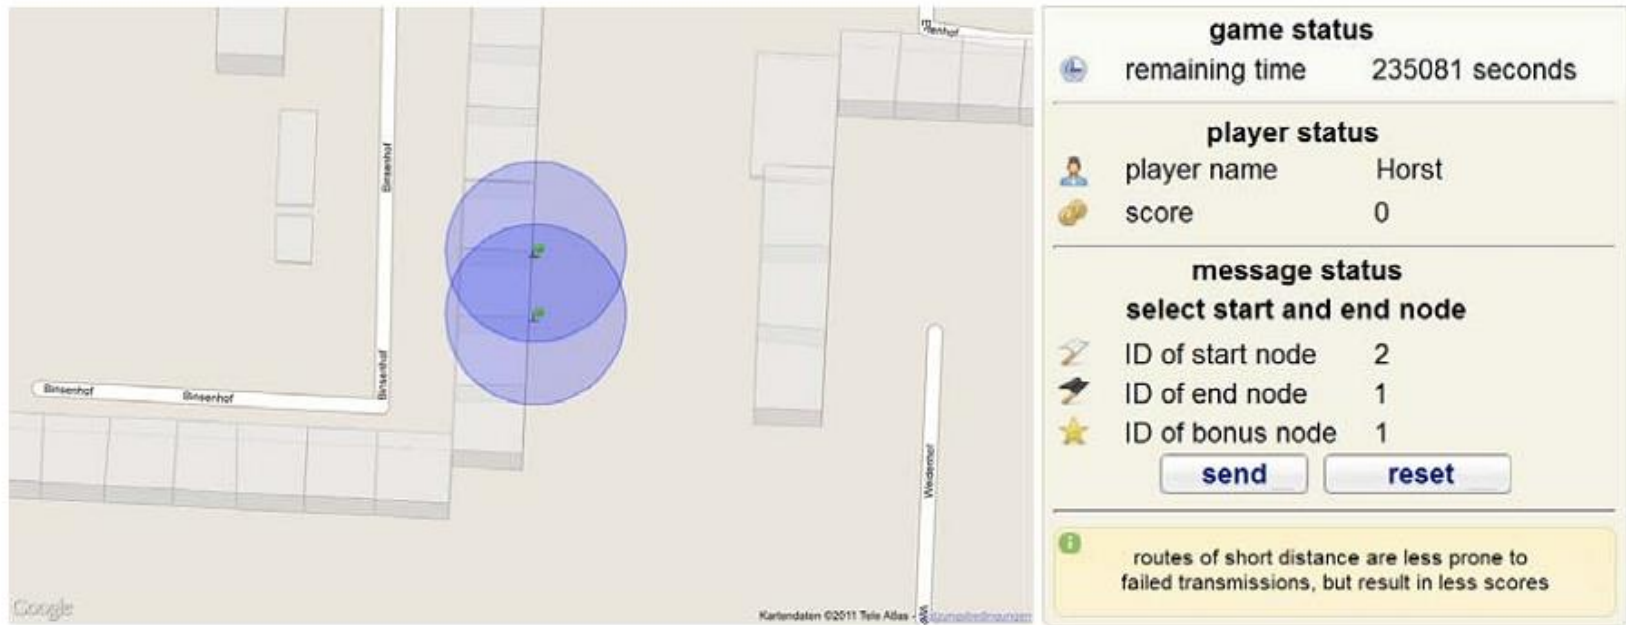 Binsenhof
Binsenhof
Binsenhof
Binsenhof
Weidenhof
Google
Kartendaten ©2011 Tele Atlas -
game status
remaining time 235081 seconds
player status
player name Horst
score 0
message status
select start and end node
ID of start node 2
ID of end node 1
ID of bonus node 1
send reset
routes of short distance are less prone to
failed transmissions, but result in less scores